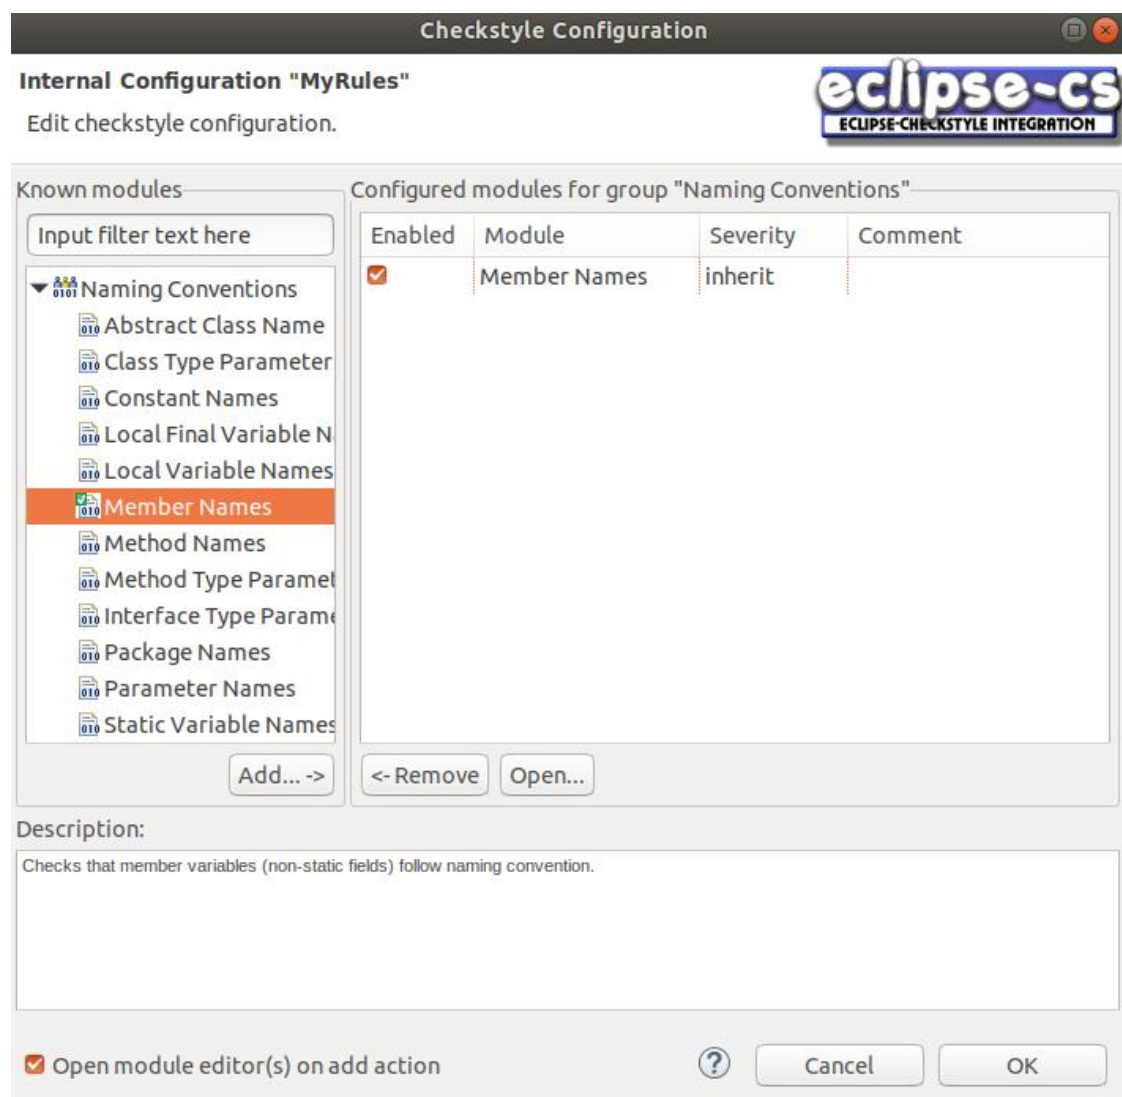 Checkstyle Configuration
Internal Configuration "MyRules"
Edit checkstyle configuration.
eclipse-cs
ECLIPSE-CHECKSTYLE INTEGRATION
Known modules
Input filter text here
Naming Conventions
Abstract Class Name
Class Type Parameter
Constant Names
Local Final Variable N
Local Variable Names
Member Names
Method Names
Method Type Paramet
Interface Type Parame
Package Names
Parameter Names
Static Variable Names
Add... ->
Configured modules for group "Naming Conventions"
Enabled Module Severity Comment
Member Names inherit
<- Remove Open...
Description:
Checks that member variables (non-static fields) follow naming convention.
Open module editor(s) on add action
? Cancel OK